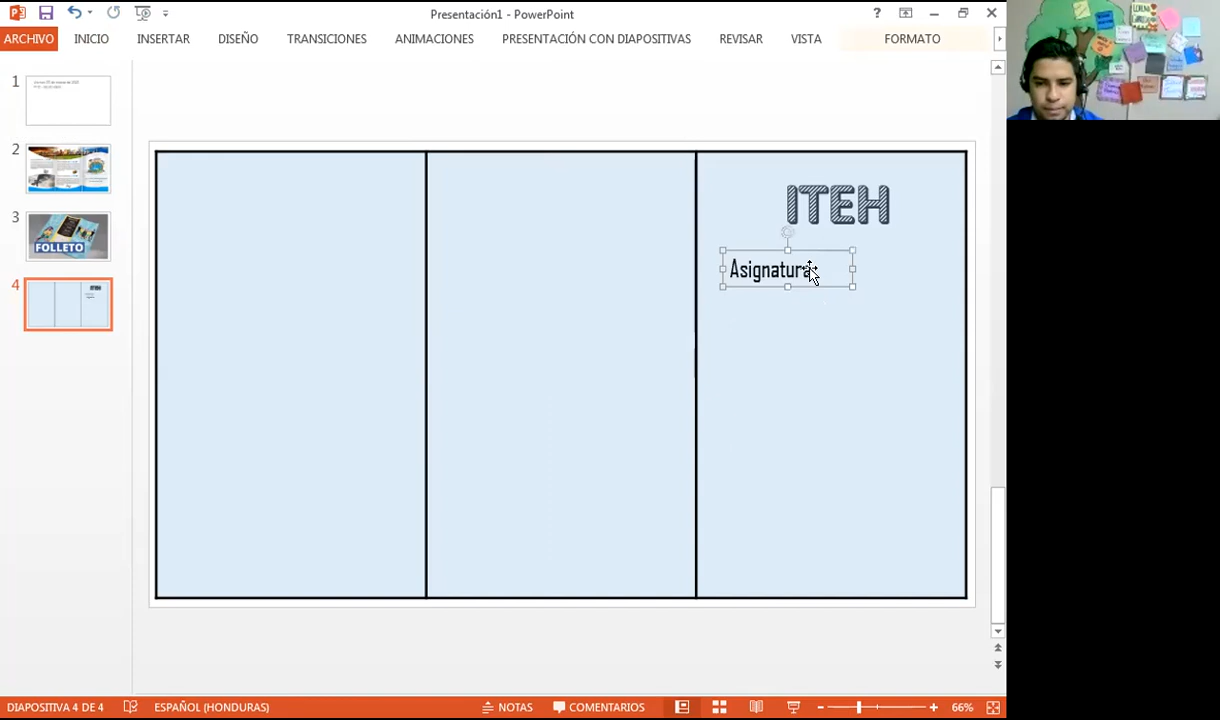 Presentación1 - PowerPoint
?
ARCHIVO INICIO INSERTAR DISEÑO TRANSICIONES ANIMACIONES PRESENTACIÓN CON DIAPOSITIVAS REVISAR VISTA FORMATO
1
2
3
FOLLETO
4
ITEH
Asignatura
DIAPOSITIVA 4 DE 4 ESPAÑOL (HONDURAS) NOTAS COMENTARIOS 66%